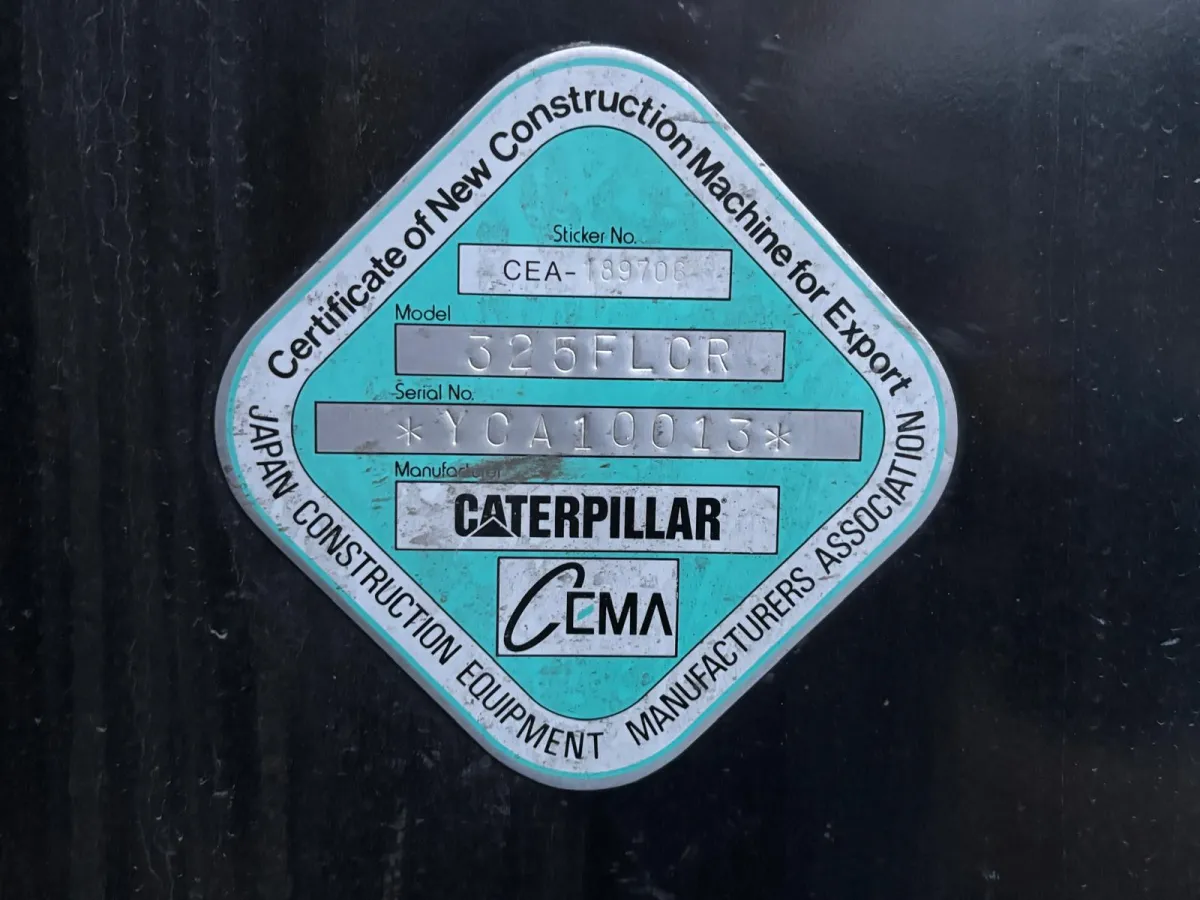 Certificate of New Construction Machine for Export
Sticker No.
CEA-189706
Model
325FLCR
Serial No.
*YCA10013*
Manufacturer
CATERPILLAR
CEMA
JAPAN CONSTRUCTION EQUIPMENT MANUFACTURERS ASSOCIATION